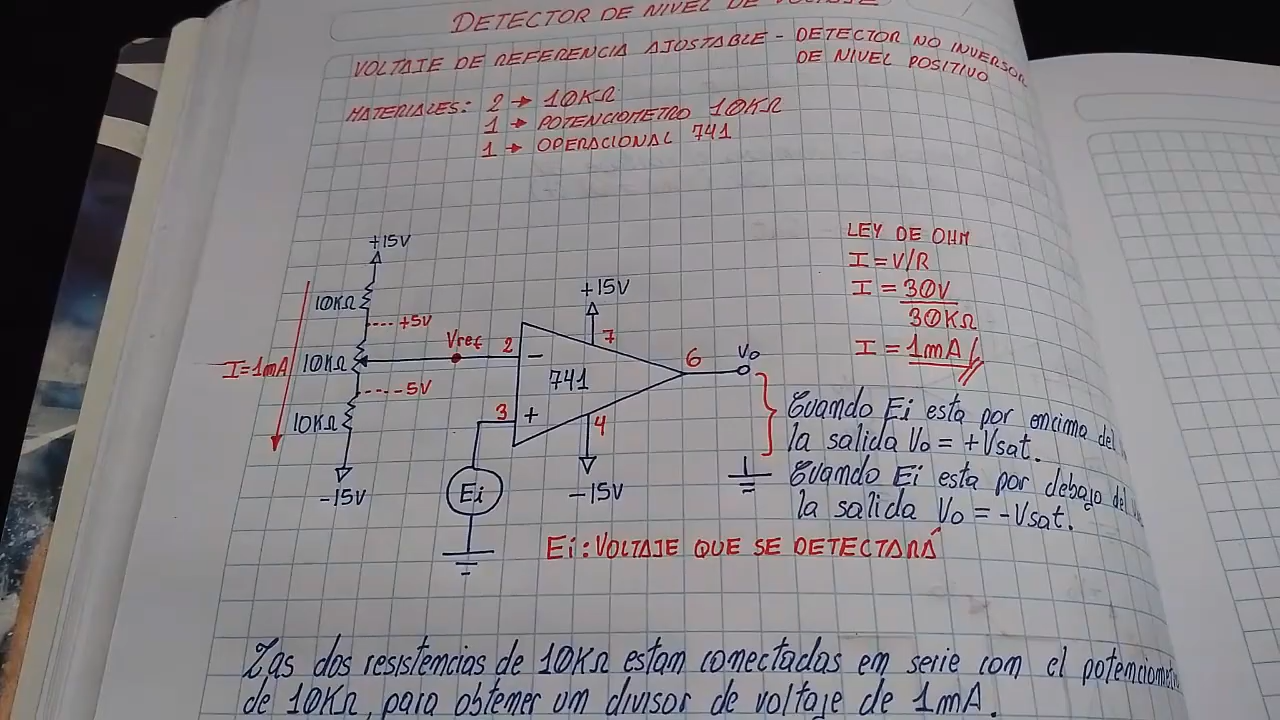 DETECTOR DE NIVEL DE VOLTAJE
VOLTAJE DE REFERENCIA AJOSTABLE - DETECTOR NO INVERSOR
DE NIVEL POSITIVO
MATERIALES: 2 → 10KΩ
1 → POTENCIOMETRO 10KΩ
1 → OPERACIONAL 741
+15V
10KΩ
+5V
I=1mA
10KΩ
-5V
10KΩ
-15V
Vref
2
-
741
3
+
+15V
7
4
-15V
6
Vo
Ei
LEY DE OHM
I=V/R
I = 30V
30KΩ
I = 1mA
Cuando Ei esta por encima del
la salida Vo = +Vsat.
Cuando Ei esta por debajo del
la salida Vo = -Vsat.
Ei: VOLTAJE QUE SE DETECTARÁ
Las dos resistencias de 10KΩ estan conectadas en serie con el
de 10KΩ, para obtener un divisor de voltaje de 1mA.